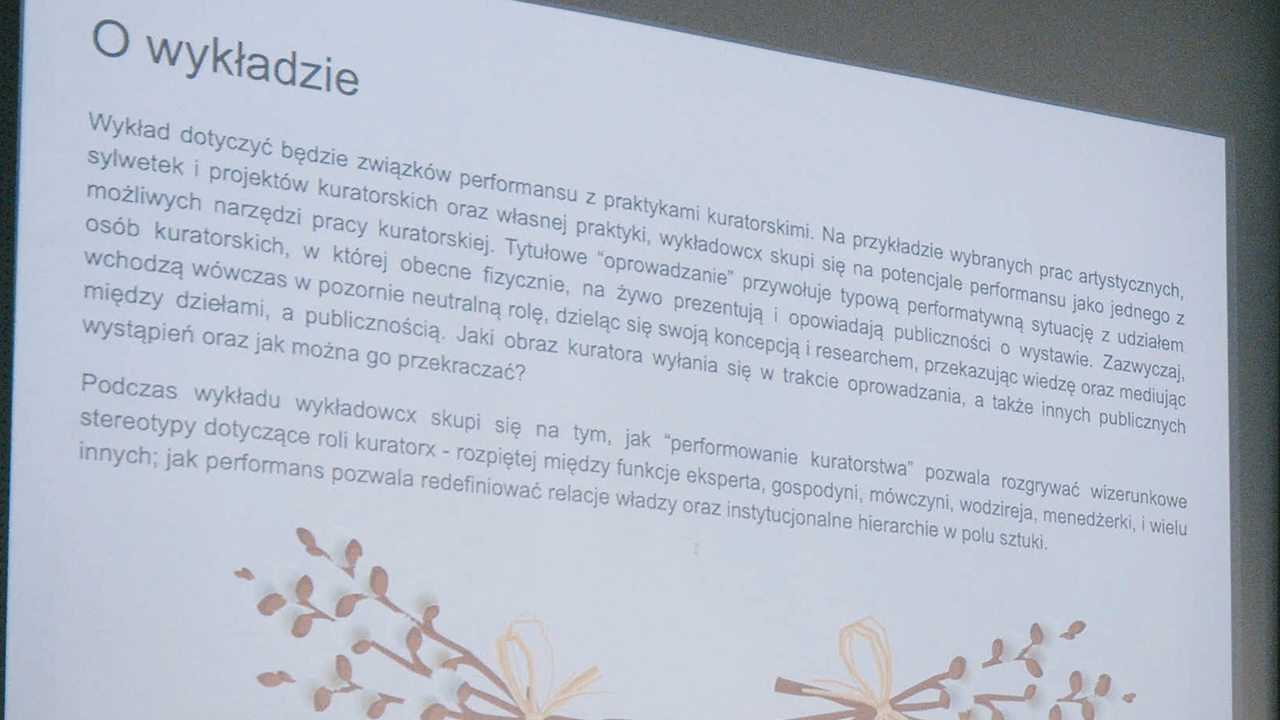 O wykładzie
Wykład dotyczyć będzie związków performansu z praktykami kuratorskimi. Na przykładzie wybranych prac artystycznych,
sylwetek i projektów kuratorskich oraz własnej praktyki, wykładowcx skupi się na potencjale performansu jako jednego z
możliwych narzędzi pracy kuratorskiej. Tytułowe “oprowadzanie” przywołuje typową performatywną sytuację z udziałem
osób kuratorskich, w której obecne fizycznie, na żywo prezentują i opowiadają publiczności o wystawie. Zazwyczaj,
wchodzą wówczas w pozornie neutralną rolę, dzieląc się swoją koncepcją i researchem, przekazując wiedzę oraz mediując
między dziełami, a publicznością. Jaki obraz kuratora wyłania się w trakcie oprowadzania, a także innych publicznych
wystąpień oraz jak można go przekraczać?
Podczas wykładu wykładowcx skupi się na tym, jak “performowanie kuratorstwa” pozwala rozgrywać wizerunkowe
stereotypy dotyczące roli kuratorx - rozpiętej między funkcje eksperta, gospodyni, mówczyni, wodzireja, menedżerki, i wielu
innych; jak performans pozwala redefiniować relacje władzy oraz instytucjonalne hierarchie w polu sztuki.